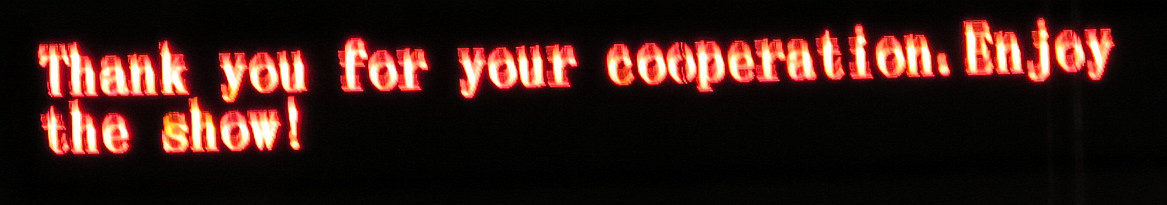 Thank you for your cooperation.Enjoy
the show!